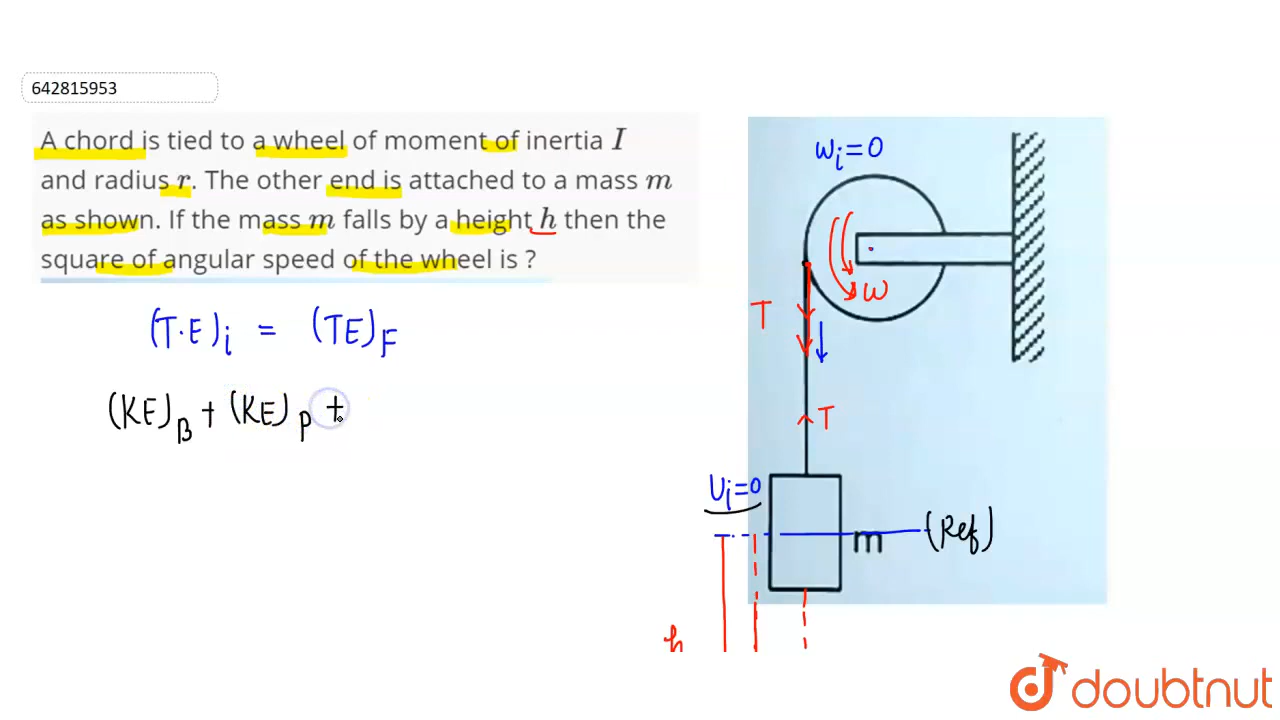 642815953
A chord is tied to a wheel of moment of inertia I
and radius r. The other end is attached to a mass m
as shown. If the mass m falls by a height h then the
square of angular speed of the wheel is ?
(T.E)i = (TE)F
(KE)B + (KE)P +
Wi=0
W
T
T
Ui=0
m
(Ref)
h
doubtnut